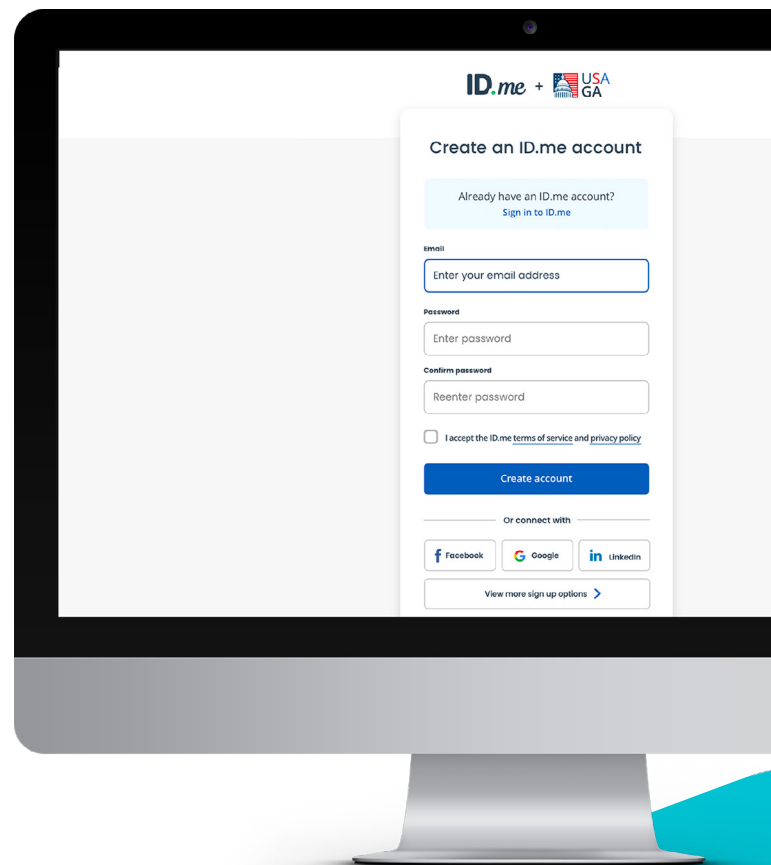 ID.me + USA
GA
Create an ID.me account
Already have an ID.me account?
Sign in to ID.me
Email
Enter your email address
Password
Enter password
Confirm password
Reenter password
I accept the ID.me terms of service and privacy policy
Create account
Or connect with
f Facebook G Google in LinkedIn
View more sign up options